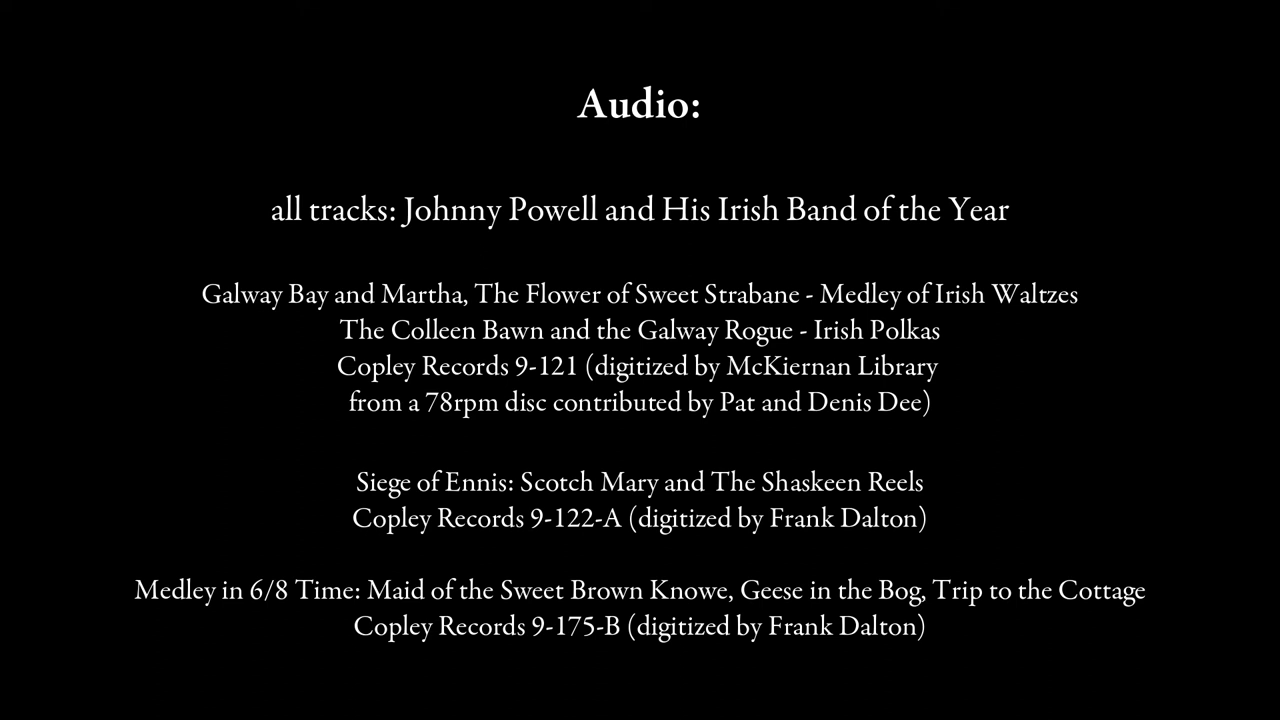 Audio:
all tracks: Johnny Powell and His Irish Band of the Year
Galway Bay and Martha, The Flower of Sweet Strabane - Medley of Irish Waltzes
The Colleen Bawn and the Galway Rogue - Irish Polkas
Copley Records 9-121 (digitized by McKiernan Library
from a 78rpm disc contributed by Pat and Denis Dee)
Siege of Ennis: Scotch Mary and The Shaskeen Reels
Copley Records 9-122-A (digitized by Frank Dalton)
Medley in 6/8 Time: Maid of the Sweet Brown Knowe, Geese in the Bog, Trip to the Cottage
Copley Records 9-175-B (digitized by Frank Dalton)